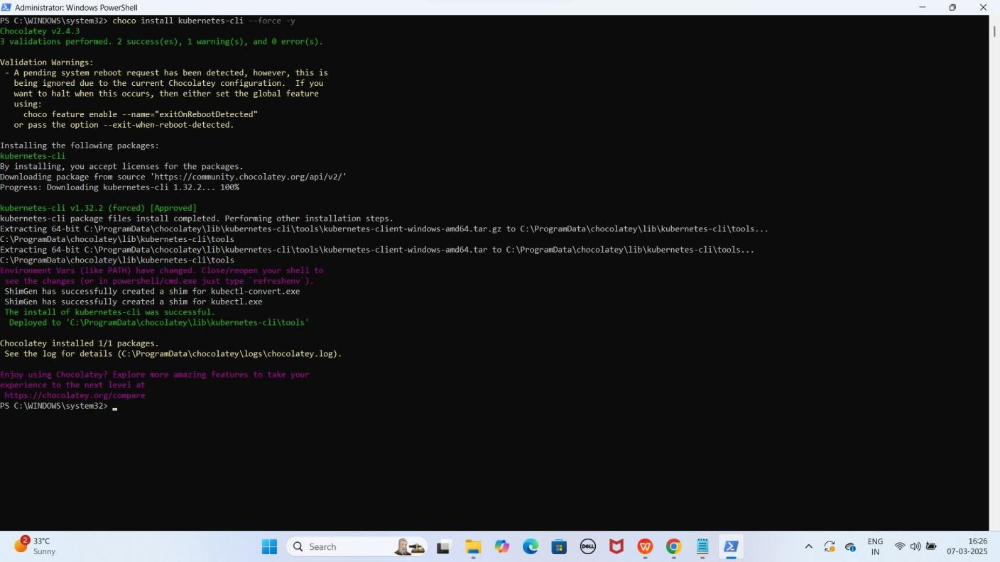 Administrator: Windows PowerShell
PS C:\WINDOWS\system32> choco install kubernetes-cli --force -y
Chocolatey v2.4.3
3 validations performed. 2 success(es), 1 warning(s), and 0 error(s).
Validation Warnings:
- A pending system reboot request has been detected, however, this is
being ignored due to the current Chocolatey configuration. If you
want to halt when this occurs, then either set the global feature
using:
choco feature enable --name="exitOnRebootDetected"
or pass the option --exit-when-reboot-detected.
Installing the following packages:
kubernetes-cli
By installing, you accept licenses for the packages.
Downloading package from source 'https://community.chocolatey.org/api/v2/'
Progress: Downloading kubernetes-cli 1.32.2... 100%
kubernetes-cli v1.32.2 (forced) [Approved]
kubernetes-cli package files install completed. Performing other installation steps.
Extracting 64-bit C:\ProgramData\chocolatey\lib\kubernetes-cli\tools\kubernetes-client-windows-amd64.tar.gz to C:\ProgramData\chocolatey\lib\kubernetes-cli\tools...
C:\ProgramData\chocolatey\lib\kubernetes-cli\tools
Extracting 64-bit C:\ProgramData\chocolatey\lib\kubernetes-cli\tools\kubernetes-client-windows-amd64.tar to C:\ProgramData\chocolatey\lib\kubernetes-cli\tools...
C:\ProgramData\chocolatey\lib\kubernetes-cli\tools
Environment Vars (like PATH) have changed. Close/reopen your shell to
see the changes (or in powershell/cmd.exe just type `refreshenv`).
ShimGen has successfully created a shim for kubectl-convert.exe
ShimGen has successfully created a shim for kubectl.exe
The install of kubernetes-cli was successful.
Deployed to 'C:\ProgramData\chocolatey\lib\kubernetes-cli\tools'
Chocolatey installed 1/1 packages.
See the log for details (C:\ProgramData\chocolatey\logs\chocolatey.log).
Enjoy using Chocolatey? Explore more amazing features to take your
experience to the next level at
https://chocolatey.org/compare
PS C:\WINDOWS\system32>
2
33°C
Sunny
Search
DELL
W
ENG
IN
16:26
07-03-2025